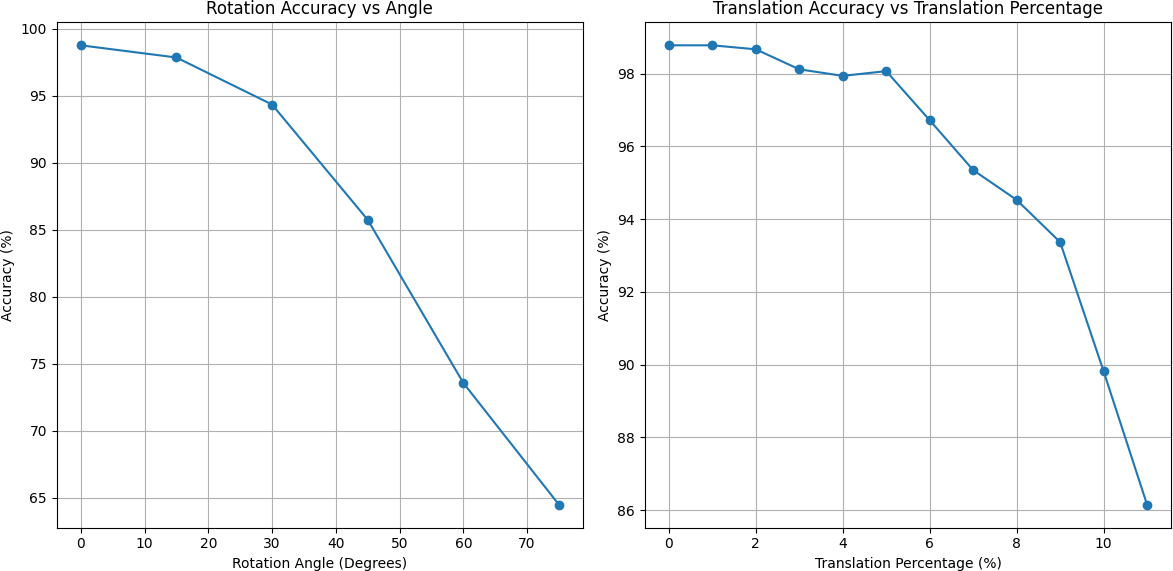 Rotation Accuracy vs Angle
100
95
90
85
80
75
70
65
Accuracy (%)
0 10 20 30 40 50 60 70
Rotation Angle (Degrees)
Translation Accuracy vs Translation Percentage
98
96
94
92
90
88
86
Accuracy (%)
0 2 4 6 8 10
Translation Percentage (%)